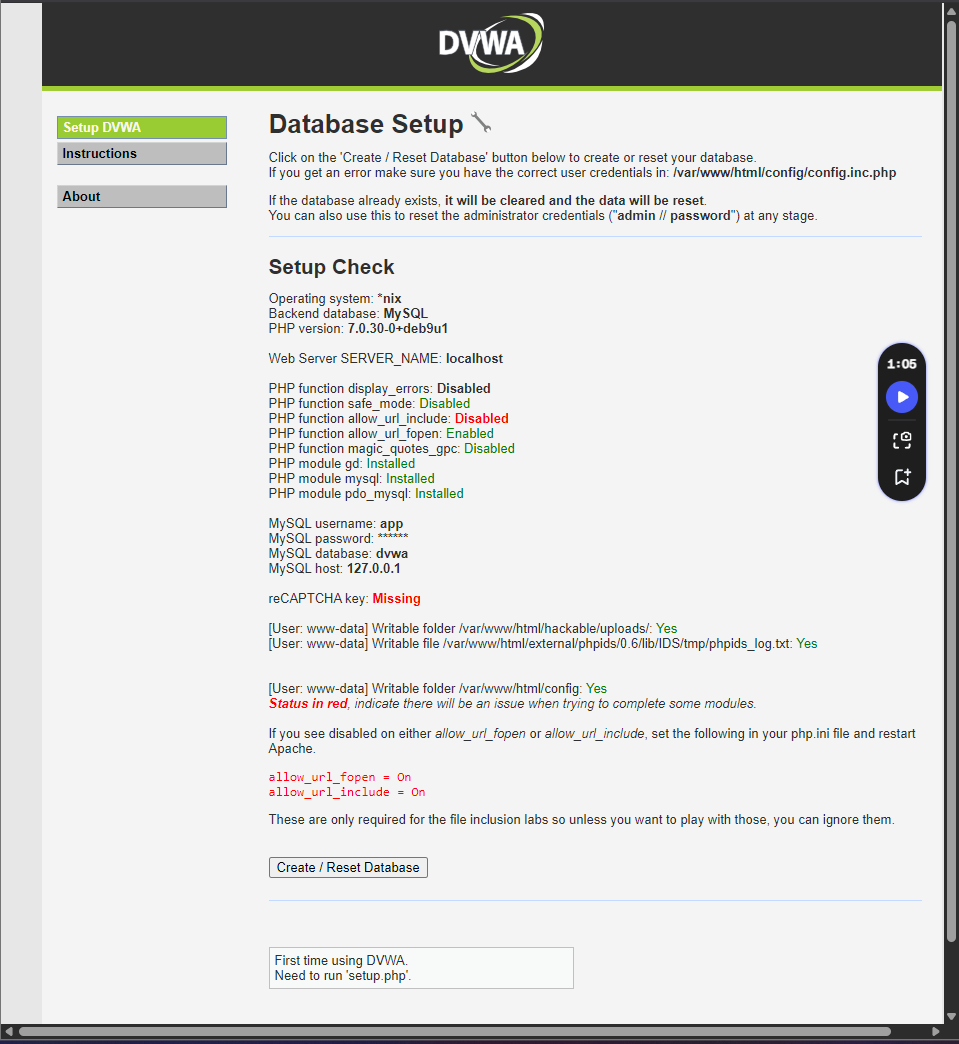 DVWA
Setup DVWA
Instructions
About
Database Setup
Click on the 'Create / Reset Database' button below to create or reset your database.
If you get an error make sure you have the correct user credentials in: /var/www/html/config/config.inc.php
If the database already exists, it will be cleared and the data will be reset.
You can also use this to reset the administrator credentials ("admin // password") at any stage.
Setup Check
Operating system: *nix
Backend database: MySQL
PHP version: 7.0.30-0+deb9u1
Web Server SERVER_NAME: localhost
PHP function display_errors: Disabled
PHP function safe_mode: Disabled
PHP function allow_url_include: Disabled
PHP function allow_url_fopen: Enabled
PHP function magic_quotes_gpc: Disabled
PHP module gd: Installed
PHP module mysql: Installed
PHP module pdo_mysql: Installed
MySQL username: app
MySQL password: ******
MySQL database: dvwa
MySQL host: 127.0.0.1
reCAPTCHA key: Missing
[User: www-data] Writable folder /var/www/html/hackable/uploads/: Yes
[User: www-data] Writable file /var/www/html/external/phpids/0.6/lib/IDS/tmp/phpids_log.txt: Yes
[User: www-data] Writable folder /var/www/html/config: Yes
Status in red, indicate there will be an issue when trying to complete some modules.
If you see disabled on either allow_url_fopen or allow_url_include, set the following in your php.ini file and restart
Apache.
allow_url_fopen = On
allow_url_include = On
These are only required for the file inclusion labs so unless you want to play with those, you can ignore them.
Create / Reset Database
First time using DVWA.
Need to run 'setup.php'.
1:05